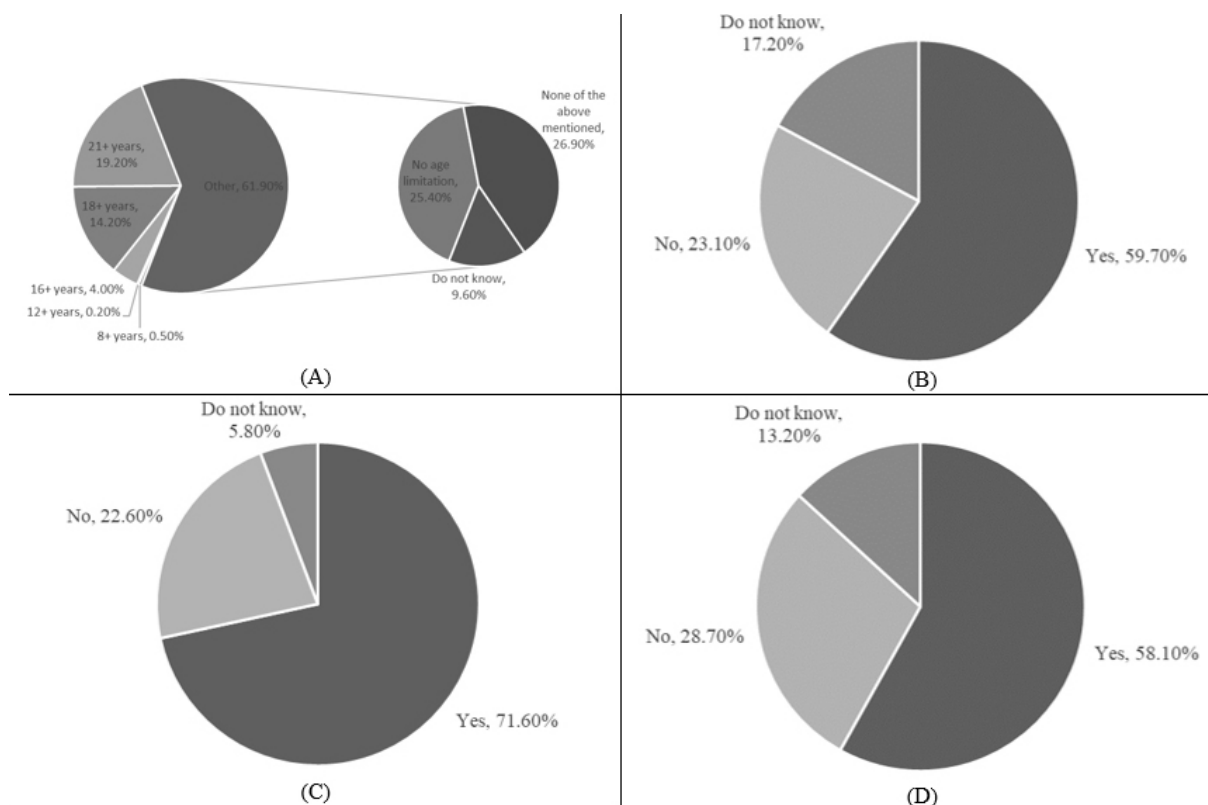 21+ years,
19.20%
18+ years,
14.20%
16+ years, 4.00%
12+ years, 0.20%
8+ years, 0.50%
Other, 61.90%
No age
limitation,
25.40%
None of the
above
mentioned,
26.90%
Do not know,
9.60%
(A)
Do not know,
17.20%
No, 23.10%
Yes, 59.70%
(B)
Do not know,
5.80%
No, 22.60%
Yes, 71.60%
(C)
Do not know,
13.20%
No, 28.70%
Yes, 58.10%
(D)